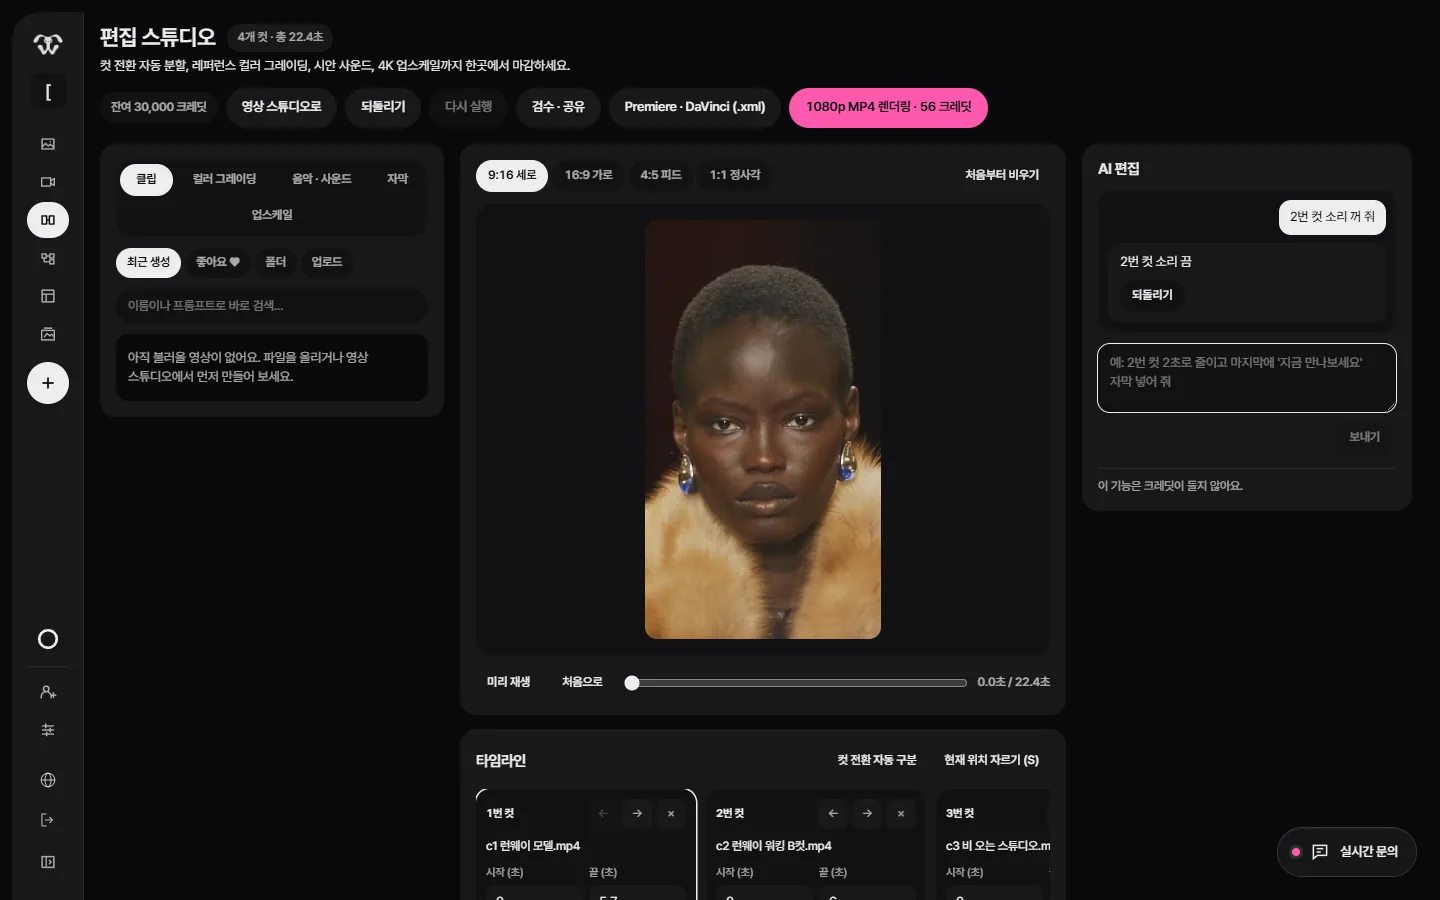 편집 스튜디오
4개 컷 · 총 22.4초
컷 전환 자동 분할, 레퍼런스 컬러 그레이딩, 시안 사운드, 4K 업스케일까지 한곳에서 마감하세요.
[
잔여 30,000 크레딧
영상 스튜디오로
되돌리기
다시 실행
검수 · 공유
Premiere · DaVinci (.xml)
1080p MP4 렌더링 · 56 크레딧
클립
컬러 그레이딩
음악 · 사운드
자막
업스케일
최근 생성
좋아요 ♥
폴더
업로드
이름이나 프롬프트로 바로 검색...
아직 불러올 영상이 없어요. 파일을 올리거나 영상
스튜디오에서 먼저 만들어 보세요.
9:16 세로
16:9 가로
4:5 피드
1:1 정사각
처음부터 비우기
미리 재생
처음으로
0.0초 / 22.4초
타임라인
컷 전환 자동 구분
현재 위치 자르기 (S)
1번 컷
c1 런웨이 모델.mp4
시작 (초)
끝 (초)
0
5.7
2번 컷
c2 런웨이 워킹 B컷.mp4
시작 (초)
끝 (초)
0
6
3번 컷
c3 비 오는 스튜디오.m
시작 (초)
0
AI 편집
2번 컷 소리 꺼 줘
2번 컷 소리 끔
되돌리기
예: 2번 컷 2초로 줄이고 마지막에 '지금 만나보세요'
자막 넣어 줘
보내기
이 기능은 크레딧이 들지 않아요.
실시간 문의